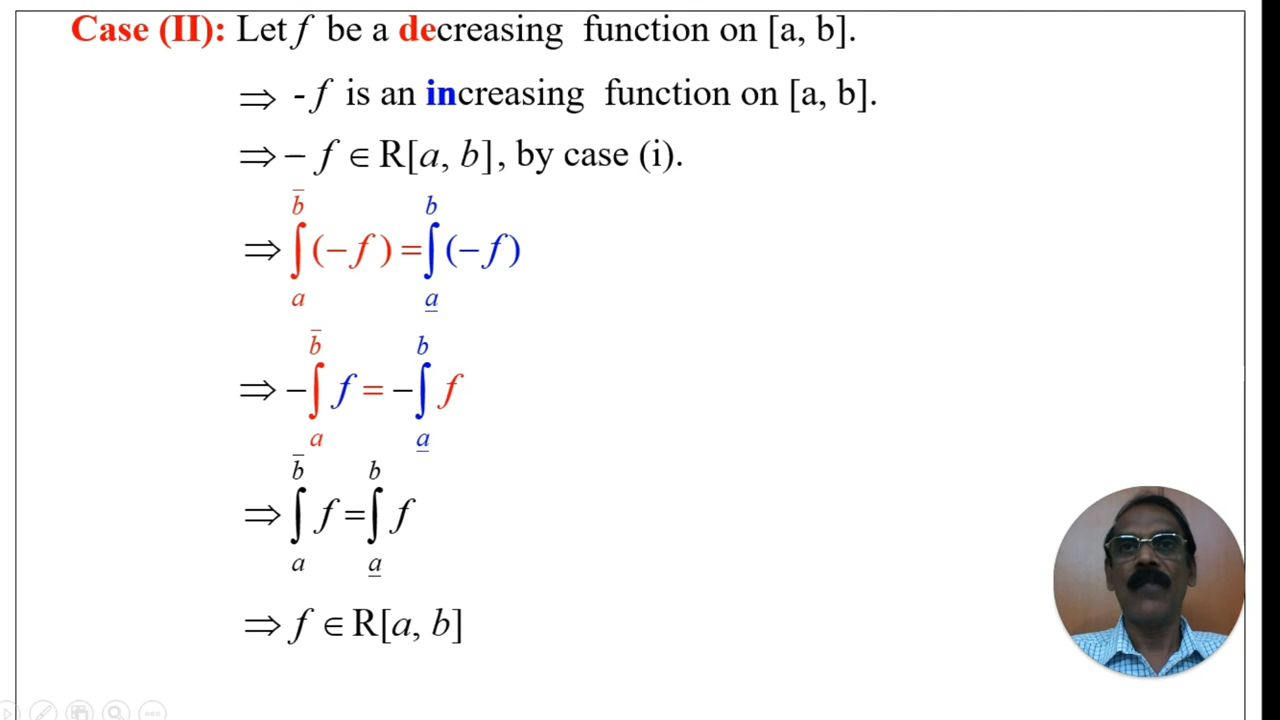 Case (II): Let f be a decreasing function on [a, b].
⇒ -f is an increasing function on [a, b].
⇒ − f ∈ R[a, b], by case (i).
⇒ ∫_a^b̅ (− f ) = ∫_a̲^b (− f )
⇒ −∫_a^b̅ f = −∫_a̲^b f
⇒ ∫_a^b̅ f = ∫_a̲^b f
⇒ f ∈ R[a, b]